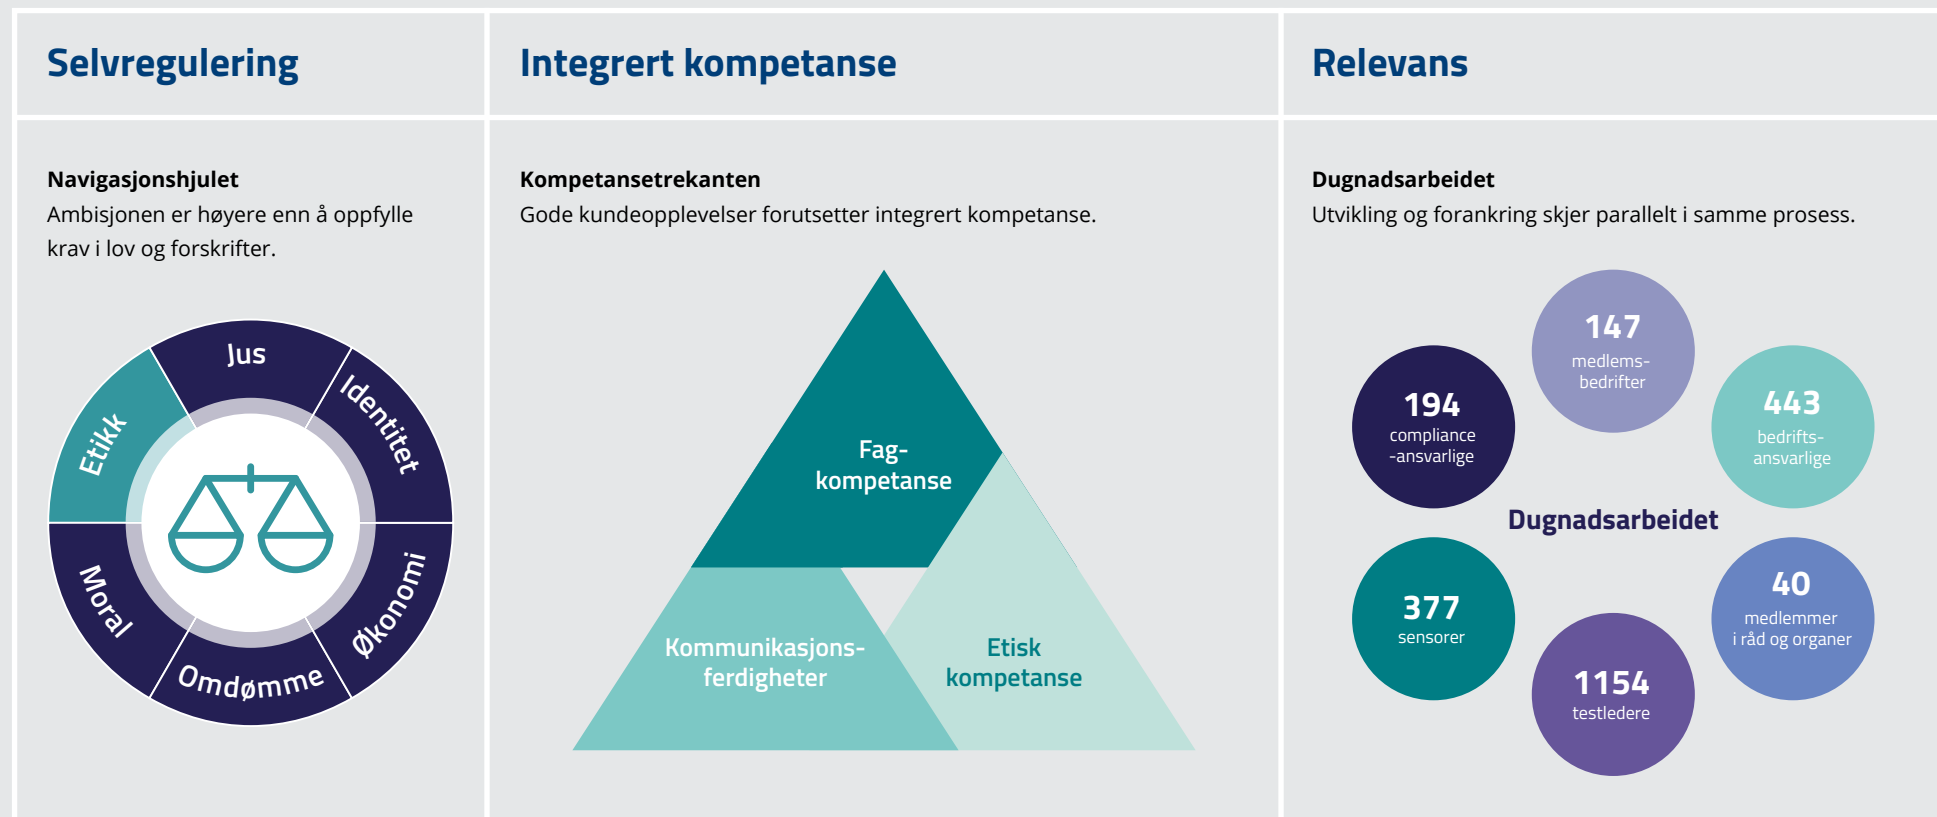 Selvregulering
Integrert kompetanse
Relevans
Navigasjonshjulet
Ambisjonen er høyere enn å oppfylle
krav i lov og forskrifter.
Jus
Identitet
Økonomi
Omdømme
Moral
Etikk
Kompetansetrekanten
Gode kundeopplevelser forutsetter integrert kompetanse.
Fag-
kompetanse
Kommunikasjons-
ferdigheter
Etisk
kompetanse
Dugnadsarbeidet
Utvikling og forankring skjer parallelt i samme prosess.
147
medlems-
bedrifter
443
bedrifts-
ansvarlige
40
medlemmer
i råd og organer
1154
testledere
377
sensorer
194
compliance
-ansvarlige
Dugnadsarbeidet